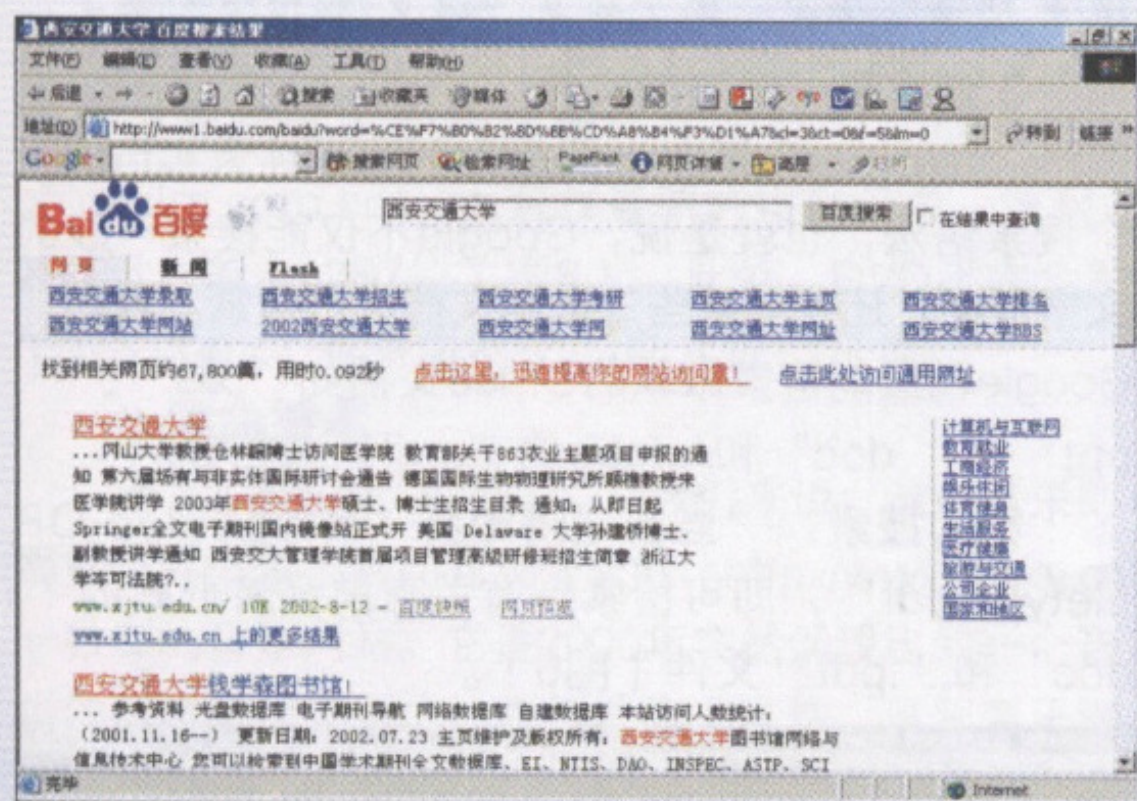 西安交通大学 百度搜索结果
文件(F) 编辑(E) 查看(V) 收藏(A) 工具(T) 帮助(H)
后退 搜索 收藏夹 媒体
地址(D) http://www1.baidu.com/baidu?word=%CE%F7%B0%B2%BD%BB%CD%A8%B4%F3%D1%A7&cl=3&ct=0&f=5&lm=0 转到 链接 »
Google 搜索网页 检索网址 PageRank 网页详情
Bai du 百度 西安交通大学 百度搜索 在结果中查询
网页 新闻 Flash
西安交通大学录取 西安交通大学招生 西安交通大学考研 西安交通大学主页 西安交通大学排名
西安交通大学网站 2002西安交通大学 西安交通大学网 西安交通大学网址 西安交通大学BBS
找到相关网页约67,800篇,用时0.092秒 点击这里,迅速提高你的网站访问量! 点击此处访问通用网址
西安交通大学
...冈山大学教授仓林 博士访问医学院 教育部关于863农业主题项目申报的通
知 第六届场有与非实体国际研讨会通告 德国国际生物物理研究所顾樵教授来
医学院讲学 2003年西安交通大学硕士、博士生招生目录 通知:从即日起
Springer全文电子期刊国内镜像站正式开 美国 Delaware 大学孙建桥博士、
副教授讲学通知 西安交大管理学院首届项目管理高级研修班招生简章 浙江大
学岑可法院?..
www.xjtu.edu.cn/ 10K 2002-8-12 - 百度快照 网页预览
www.xjtu.edu.cn 上的更多结果
西安交通大学钱学森图书馆!
... 参考资料 光盘数据库 电子期刊导航 网络数据库 自建数据库 本站访问人数统计:
(2001.11.16--) 更新日期:2002.07.23 主页维护及版权所有:西安交通大学图书馆网络与
信息技术中心 您可以检索到中国学术期刊全文数据库、EI、NTIS、DAO、INSPEC、ASTP、SCI
计算机与互联网
教育就业
工商经济
娱乐休闲
体育健身
生活服务
医疗健康
旅游与交通
公司企业
国家和地区
完毕 Internet